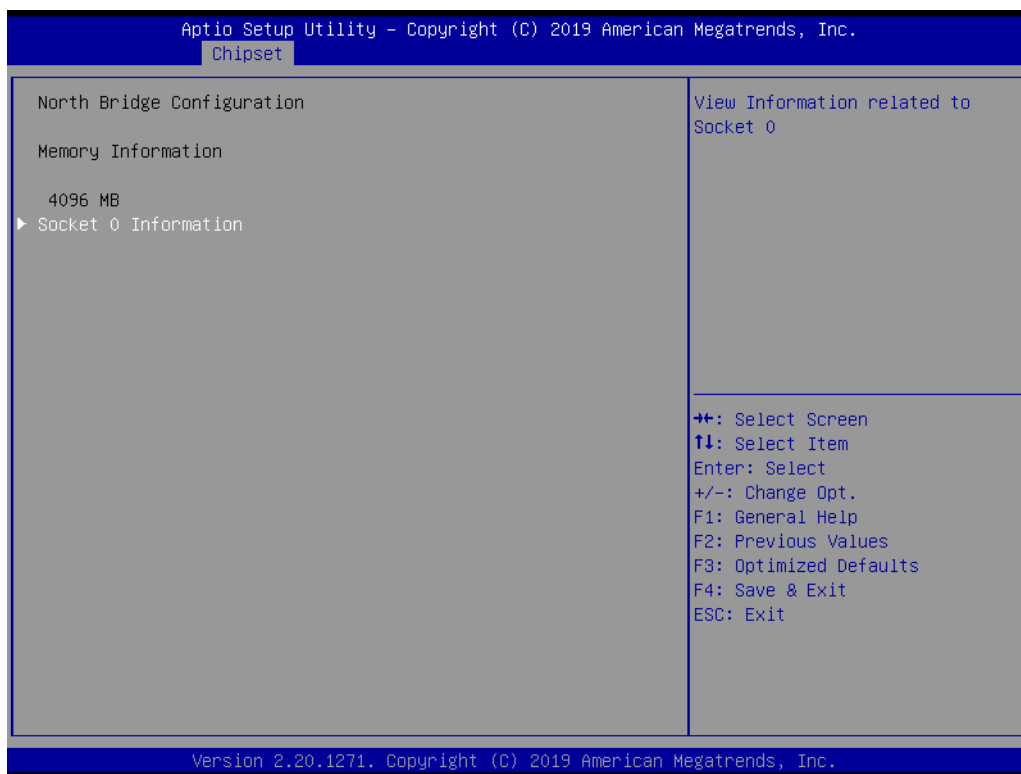 Aptio Setup Utility – Copyright (C) 2019 American Megatrends, Inc.
Chipset
North Bridge Configuration
Memory Information
4096 MB
▶ Socket 0 Information
View Information related to
Socket 0
→←: Select Screen
↑↓: Select Item
Enter: Select
+/-: Change Opt.
F1: General Help
F2: Previous Values
F3: Optimized Defaults
F4: Save & Exit
ESC: Exit
Version 2.20.1271. Copyright (C) 2019 American Megatrends, Inc.